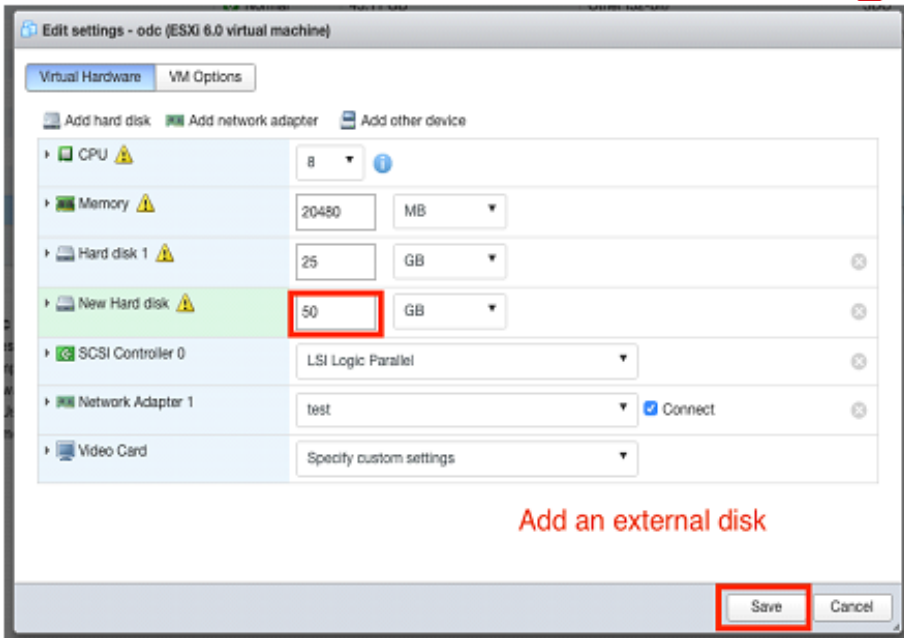 Edit settings - odc (ESXi 6.0 virtual machine)
Virtual Hardware VM Options
Add hard disk Add network adapter Add other device
CPU 8
Memory 20480 MB
Hard disk 1 25 GB
New Hard disk 50 GB
SCSI Controller 0 LSI Logic Parallel
Network Adapter 1 test Connect
Video Card Specify custom settings
Add an external disk
Save Cancel